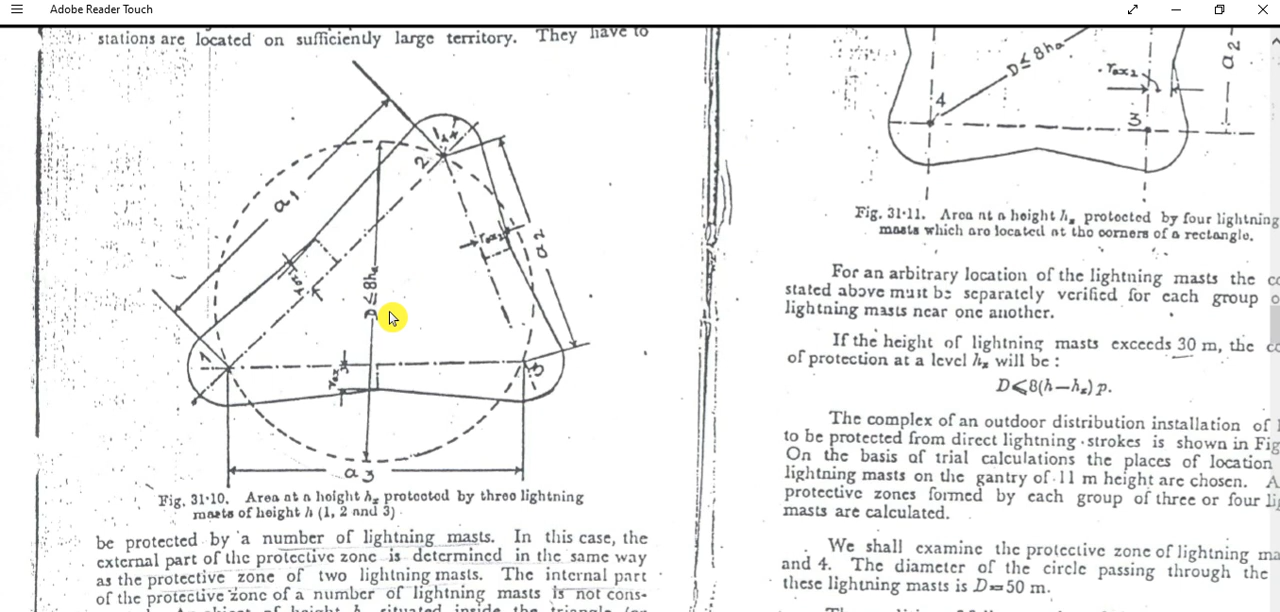 Adobe Reader Touch
stations are located on sufficiently large territory. They have to
a1
2
a2
D≤8ha
1
3
a3
Fig. 31·10. Area at a height hx protected by three lightning
masts of height h (1, 2 and 3)
be protected by a number of lightning masts. In this case, the
external part of the protective zone is determined in the same way
as the protective zone of two lightning masts. The internal part
of the protective zone of a number of lightning masts is not cons-
situated inside the triangle
D≤8ha
a2
rox2
4
3
Fig. 31·11. Area at a height hx protected by four lightning
masts which are located at the corners of a rectangle.
For an arbitrary location of the lightning masts the
stated above must be separately verified for each group
lightning masts near one another.
If the height of lightning masts exceeds 30 m, the
of protection at a level hx will be :
D⩽8(h—hx) p.
The complex of an outdoor distribution installation of
to be protected from direct lightning strokes is shown in Fig
On the basis of trial calculations the places of location
lightning masts on the gantry of 11 m height are chosen. A
protective zones formed by each group of three or four
masts are calculated.
We shall examine the protective zone of lightning
and 4. The diameter of the circle passing through the
these lightning masts is D=50 m.